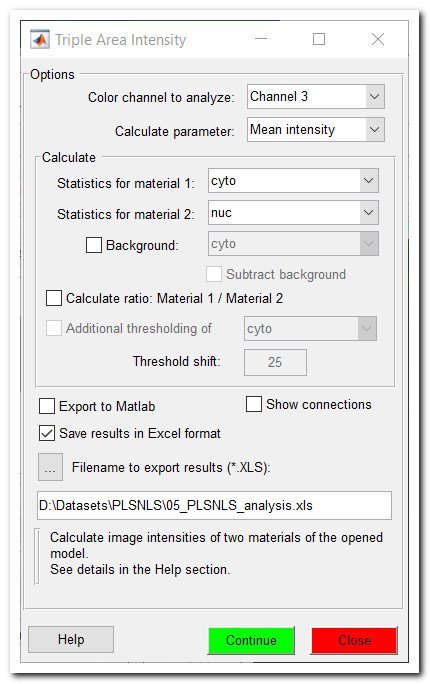 Triple Area Intensity
Options
Color channel to analyze: Channel 3
Calculate parameter: Mean intensity
Calculate
Statistics for material 1: cyto
Statistics for material 2: nuc
Background: cyto
Subtract background
Calculate ratio: Material 1 / Material 2
Additional thresholding of cyto
Threshold shift: 25
Export to Matlab Show connections
Save results in Excel format
... Filename to export results (*.XLS):
D:\Datasets\PLSNLS\05_PLSNLS_analysis.xls
Calculate image intensities of two materials of the opened
model.
See details in the Help section.
Help Continue Close